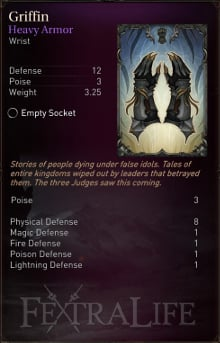 Griffin
Heavy Armor
Wrist
Defense 12
Poise 3
Weight 3.25
Empty Socket
Stories of people dying under false idols. Tales of
entire kingdoms wiped out by leaders that betrayed
them. The three Judges saw this coming.
Poise 3
Physical Defense 8
Magic Defense 1
Fire Defense 1
Poison Defense 1
Lightning Defense 1
FEXTRALIFE